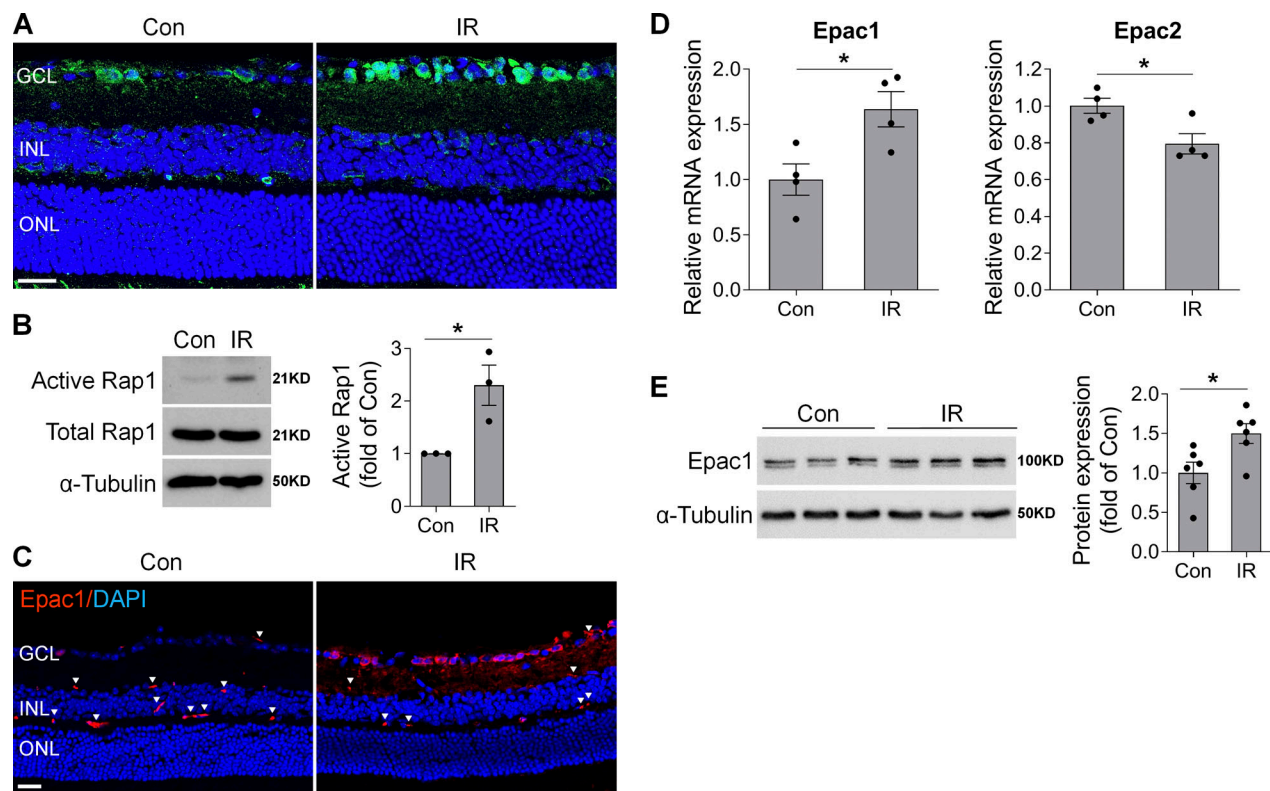 A
Con
IR
GCL
INL
ONL
B
Con IR
Active Rap1
21KD
Total Rap1
21KD
α-Tubulin
50KD
*
Active Rap1
(fold of Con)
3
2
1
0
Con
IR
C
Con
IR
Epac1/DAPI
GCL
INL
ONL
D
Epac1
*
Relative mRNA expression
2.0
1.5
1.0
0.5
0.0
Con
IR
Epac2
*
Relative mRNA expression
1.2
1.0
0.8
0.6
0.4
0.2
0.0
Con
IR
E
Con
IR
Epac1
100KD
α-Tubulin
50KD
*
Protein expression
(fold of Con)
2.0
1.5
1.0
0.5
0.0
Con
IR